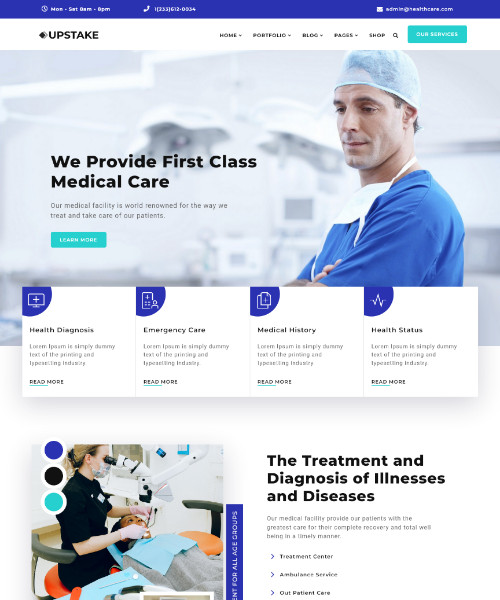 Mon - Sat 8am - 8pm
1(233)612-0034
admin@healthcare.com
UPSTAKE
HOME
PORTFOLIO
BLOG
PAGES
SHOP
OUR SERVICES
We Provide First Class
Medical Care
Our medical facility is world renowned for the way we
treat and take care of our patients.
LEARN MORE
Health Diagnosis
Lorem Ipsum is simply dummy
text of the printing and
typesetting industry
READ MORE
Emergency Care
Lorem Ipsum is simply dummy
text of the printing and
typesetting industry
READ MORE
Medical History
Lorem Ipsum is simply dummy
text of the printing and
typesetting industry
READ MORE
Health Status
Lorem Ipsum is simply dummy
text of the printing and
typesetting industry
READ MORE
The Treatment and
Diagnosis of Illnesses
and Diseases
Our medical facility provide our patients with the
greatest care for their complete recovery and total well
being in a timely manner.
Treatment Center
Ambulance Service
Out Patient Care
FOR ALL AGE GROUPS